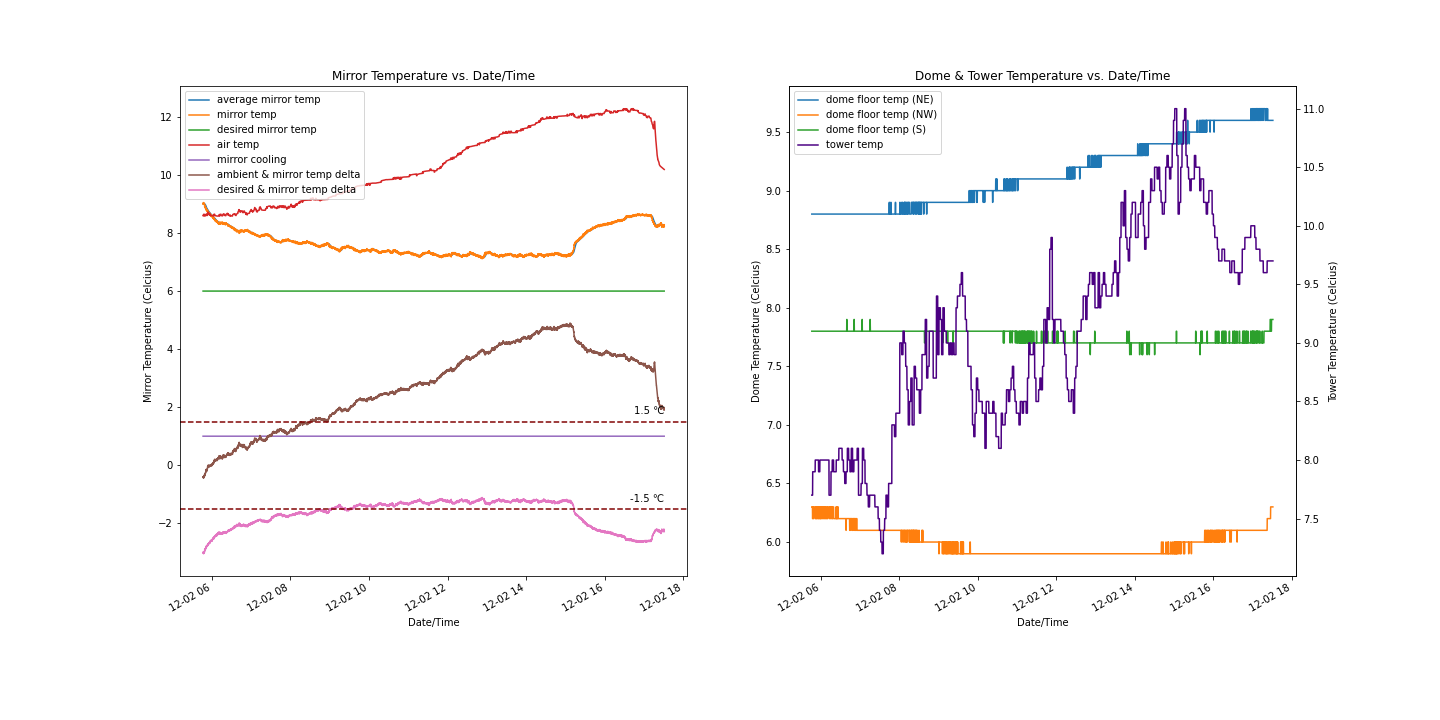 Mirror Temperature vs. Date/Time
average mirror temp
mirror temp
desired mirror temp
air temp
mirror cooling
ambient & mirror temp delta
desired & mirror temp delta
12
10
8
6
4
2
0
−2
Mirror Temperature (Celcius)
1.5 °C
-1.5 °C
12-02 06
12-02 08
12-02 10
12-02 12
12-02 14
12-02 16
12-02 18
Date/Time
Dome & Tower Temperature vs. Date/Time
dome floor temp (NE)
dome floor temp (NW)
dome floor temp (S)
tower temp
9.5
9.0
8.5
8.0
7.5
7.0
6.5
6.0
Dome Temperature (Celcius)
11.0
10.5
10.0
9.5
9.0
8.5
8.0
7.5
Tower Temperature (Celcius)
12-02 06
12-02 08
12-02 10
12-02 12
12-02 14
12-02 16
12-02 18
Date/Time